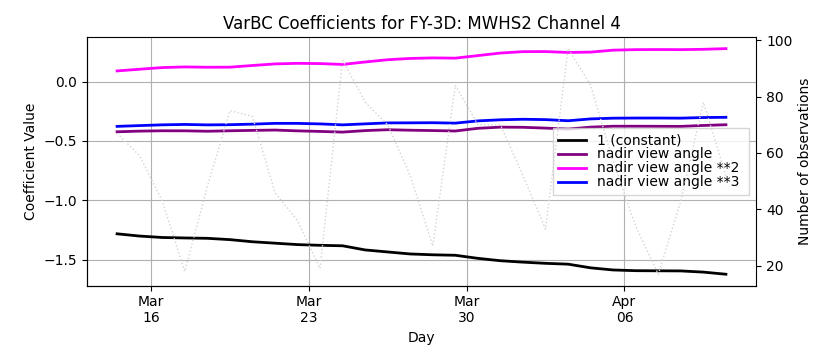 VarBC Coefficients for FY-3D: MWHS2 Channel 4
Coefficient Value
0.0
−0.5
−1.0
−1.5
1 (constant)
nadir view angle
nadir view angle **2
nadir view angle **3
100
80
60
40
20
Number of observations
Mar
16
Mar
23
Mar
30
Apr
06
Day